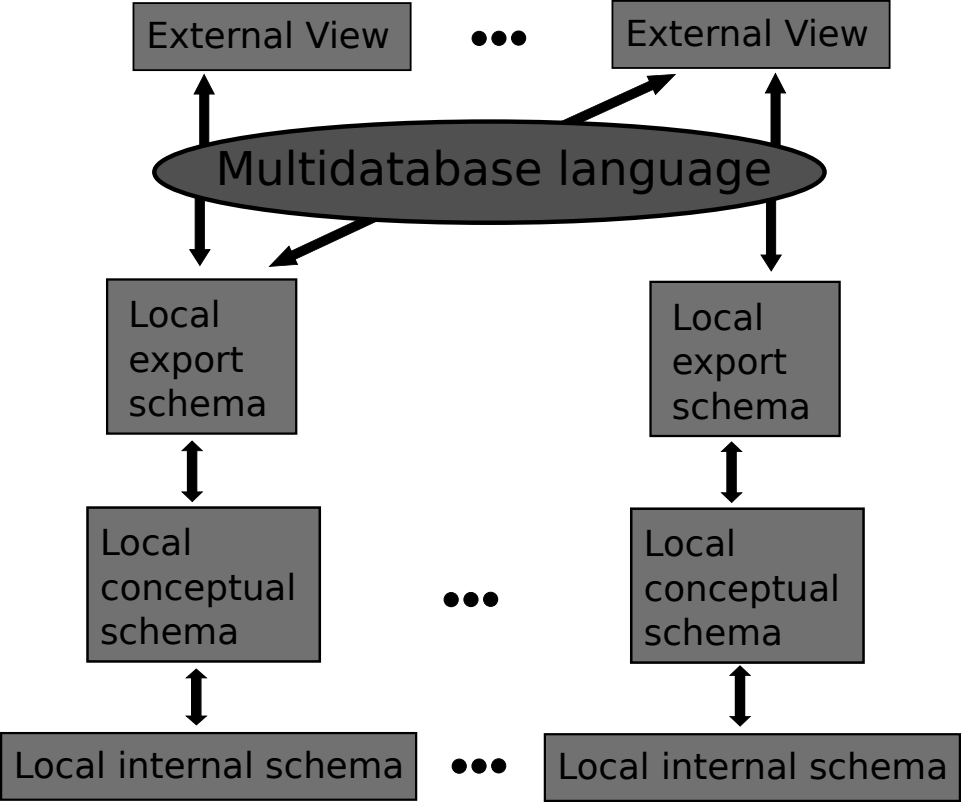 External View
External View
Multidatabase language
Local
export
schema
Local
export
schema
Local
conceptual
schema
Local
conceptual
schema
Local internal schema
Local internal schema